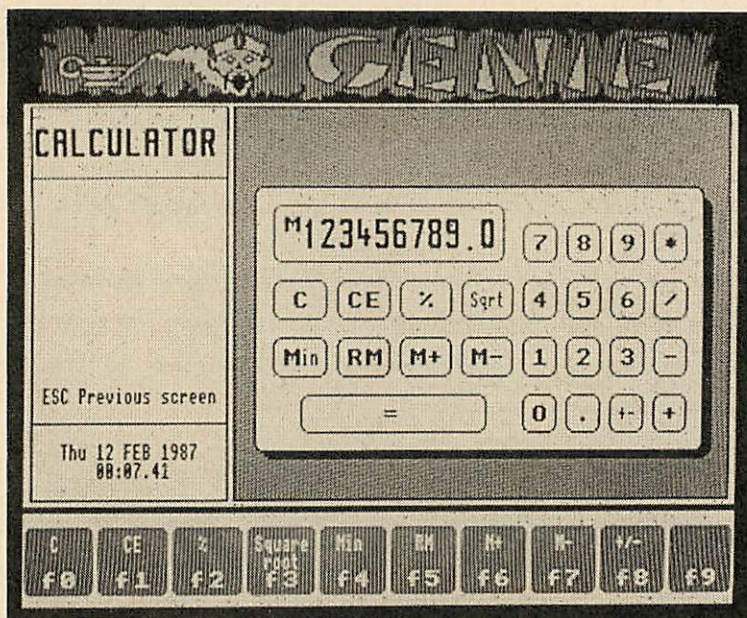 GENIE
CALCULATOR
ESC Previous screen
Thu 12 FEB 1987
00:07.41
M123456789.0
7 8 9 *
C CE % Sqrt 4 5 6 /
Min RM M+ M- 1 2 3 -
= 0 . +- +
C CE % Square root Min RM M+ M- +/-
f0 f1 f2 f3 f4 f5 f6 f7 f8 f9